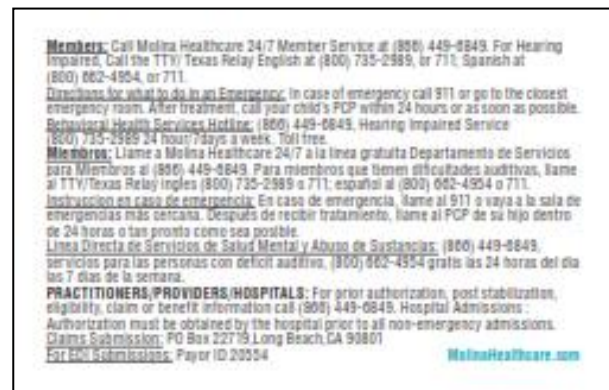 Members: Call Molina Healthcare 24/7 Member Service at (866) 449-6849. For Hearing
Impaired, Call the TTY/ Texas Relay English at (800) 735-2989, or 711; Spanish at
(800) 662-4954, or 711.
Directions for what to do in an Emergency: In case of emergency call 911 or go to the closest
emergency room. After treatment, call your child's PCP within 24 hours or as soon as possible.
Behavioral Health Services Hotline: (866) 449-6849, Hearing Impaired Service
(800) 735-2989 24 hour/7days a week. Toll free.
Miembros: Llame a Molina Healthcare 24/7 a la linea gratuita Departamento de Servicios
para Miembros al (866) 449-6849. Para miembros que tienen dificultades auditivas, llame
al TTY/Texas Relay ingles (800) 735-2989 o 711; español al (800) 662-4954 o 711.
Instruccion en caso de emergencia: En caso de emergencia, llame al 911 o vaya a la sala de
emergencias más cercana. Después de recibir tratamiento, llame al PCP de su hijo dentro
de 24 horas o tan pronto como sea posible.
Linea Directa de Servicios de Salud Mental y Abuso de Sustancias: (866) 449-6849,
servicios para las personas con deficit auditivo, (800) 662-4954 gratis las 24 horas del dia
las 7 dias de la semana.
PRACTITIONERS/PROVIDERS/HOSPITALS: For prior authorization, post stabilization,
eligibility, claim or benefit information call (866) 449-6849. Hospital Admissions :
Authorization must be obtained by the hospital prior to all non-emergency admissions.
Claims Submission: PO Box 22719,Long Beach,CA 90801
For EDI Submissions: Payor ID 20554
MolinaHealthcare.com